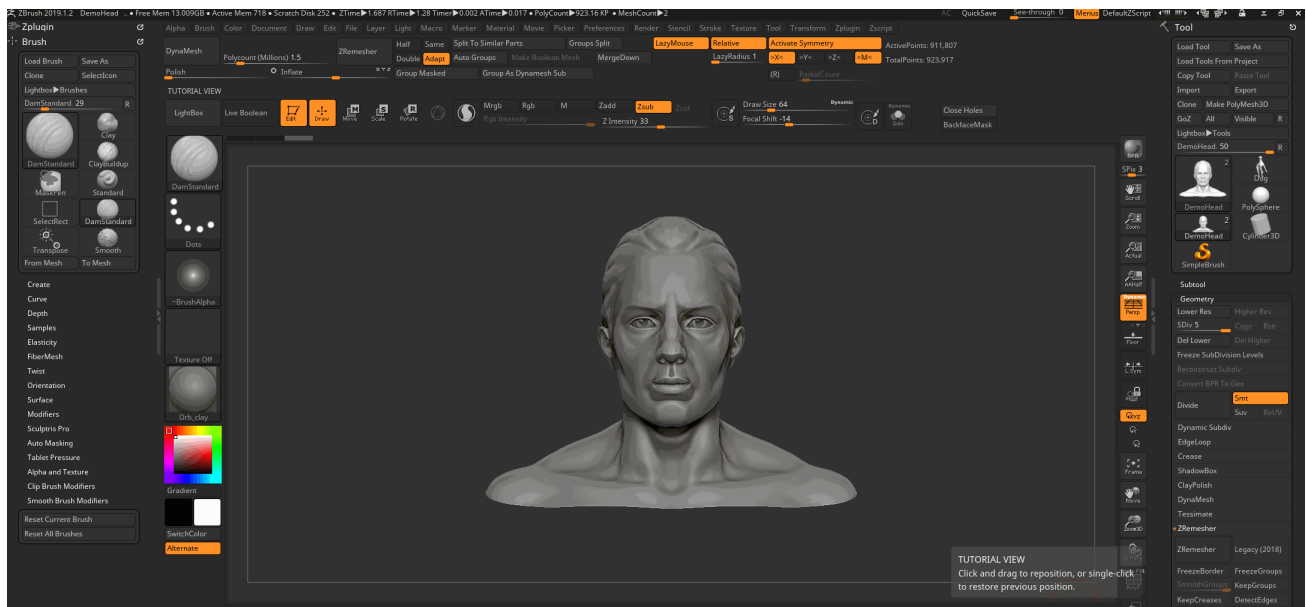 ZBrush 2019.1.2 DemoHead .. • Free Mem 13.009GB • Active Mem 718 • Scratch Disk 252 • ZTime▶1.687 RTime▶1.28 Timer▶0.002 ATime▶0.017 • PolyCount▶923.16 KP • MeshCount▶2 AC QuickSave See-through 0 Menus DefaultZScript
Zplugin
Brush
Load Brush Save As
Clone SelectIcon
Lightbox▶Brushes
DamStandard. 29 R
DamStandard
Clay
ClayBuildup
MaskPen Standard
SelectRect DamStandard
Transpose Smooth
From Mesh To Mesh
Create
Curve
Depth
Samples
Elasticity
FiberMesh
Twist
Orientation
Surface
Modifiers
Sculptris Pro
Auto Masking
Tablet Pressure
Alpha and Texture
Clip Brush Modifiers
Smooth Brush Modifiers
Reset Current Brush
Reset All Brushes
Alpha Brush Color Document Draw Edit File Layer Light Macro Marker Material Movie Picker Preferences Render Stencil Stroke Texture Tool Transform Zplugin Zscript
DynaMesh
Polycount (Millions) 1.5
Polish Inflate
ZRemesher
Half Same Split To Similar Parts Groups Split
Double Adapt Auto Groups Make Boolean Mesh MergeDown
Group Masked Group As Dynamesh Sub
LazyMouse Relative Activate Symmetry ActivePoints: 911,807
LazyRadius 1 >X< >Y< >Z< >M< TotalPoints: 923,917
(R) RadialCount
TUTORIAL VIEW
LightBox Live Boolean Edit Draw Move Scale Rotate
Mrgb Rgb M Zadd Zsub Zcut
Rgb Intensity Z Intensity 33
Draw Size 64 Dynamic
Focal Shift -14
S
D
Dynamic
Solo
Close Holes
BackfaceMask
DamStandard
Dots
~BrushAlpha
Texture Off
Orb_clay
Gradient
SwitchColor
Alternate
BPR
SPix 3
Scroll
Zoom
Actual
AAHalf
Dynamic
Persp
Floor
L.Sym
Frame
Move
Zoom3D
TUTORIAL VIEW
Click and drag to reposition, or single-click
to restore previous position.
Tool
Load Tool Save As
Load Tools From Project
Copy Tool Paste Tool
Import Export
Clone Make PolyMesh3D
GoZ All Visible R
Lightbox▶Tools
DemoHead. 50 R
2
DemoHead
Dog
PolySphere
2
DemoHead Cylinder3D
SimpleBrush
Subtool
Geometry
Lower Res Higher Res
SDiv 5 Cage Rstr
Del Lower Del Higher
Freeze SubDivision Levels
Reconstruct Subdiv
Convert BPR To Geo
Divide Smt
Suv ReUV
Dynamic Subdiv
EdgeLoop
Crease
ShadowBox
ClayPolish
DynaMesh
Tessimate
ZRemesher
ZRemesher Legacy (2018)
FreezeBorder FreezeGroups
SmoothGroups KeepGroups
KeepCreases DetectEdges